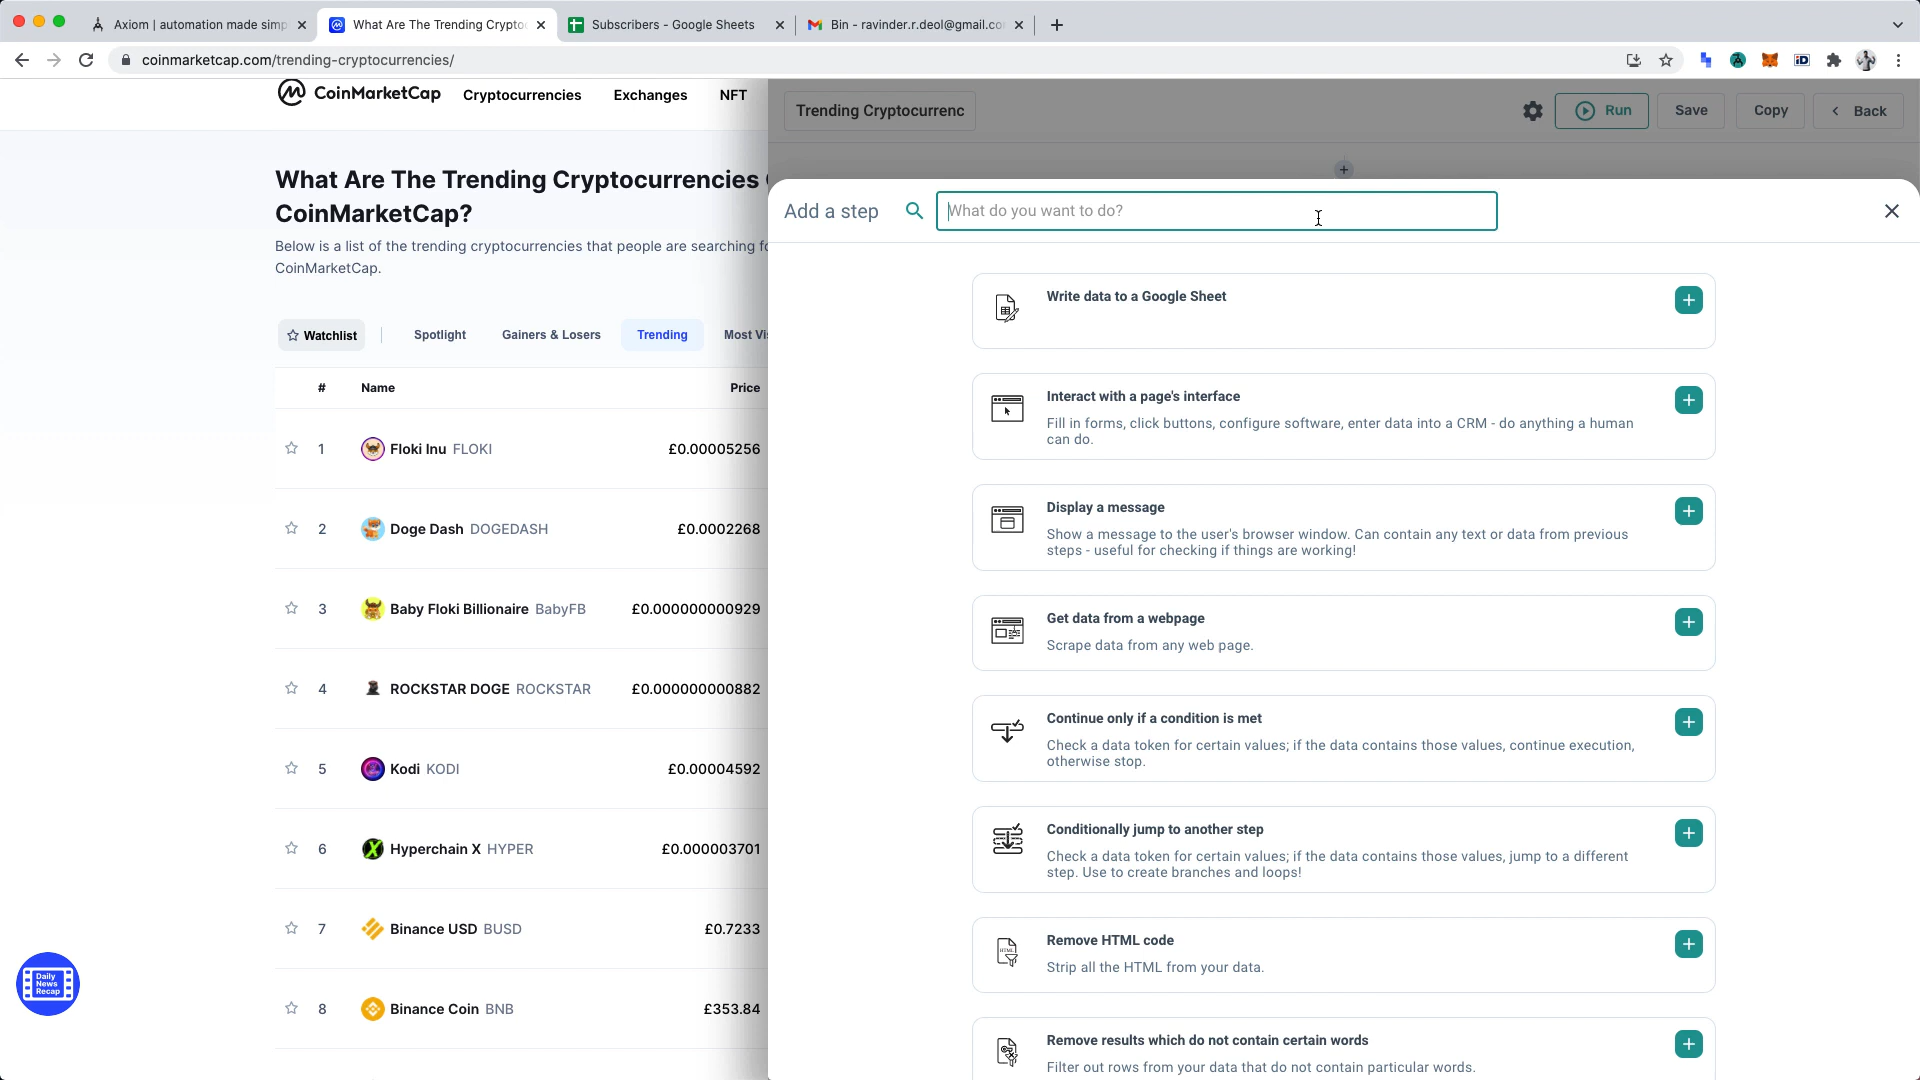 Axiom | automation made simp
What Are The Trending Cryptoc
Subscribers - Google Sheets
Bin - ravinder.r.deol@gmail.co
coinmarketcap.com/trending-cryptocurrencies/
CoinMarketCap
Cryptocurrencies
Exchanges
NFT
What Are The Trending Cryptocurrencies
CoinMarketCap?
Below is a list of the trending cryptocurrencies that people are searching fo
CoinMarketCap.
Watchlist
Spotlight
Gainers & Losers
Trending
Most Vis
# Name Price
1 Floki Inu FLOKI £0.00005256
2 Doge Dash DOGEDASH £0.0002268
3 Baby Floki Billionaire BabyFB £0.000000000929
4 ROCKSTAR DOGE ROCKSTAR £0.000000000882
5 Kodi KODI £0.00004592
6 Hyperchain X HYPER £0.000003701
7 Binance USD BUSD £0.7233
8 Binance Coin BNB £353.84
Daily
News
Recap
Trending Cryptocurrenc
Run
Save
Copy
Back
Add a step
What do you want to do?
Write data to a Google Sheet
Interact with a page's interface
Fill in forms, click buttons, configure software, enter data into a CRM - do anything a human
can do.
Display a message
Show a message to the user's browser window. Can contain any text or data from previous
steps - useful for checking if things are working!
Get data from a webpage
Scrape data from any web page.
Continue only if a condition is met
Check a data token for certain values; if the data contains those values, continue execution,
otherwise stop.
Conditionally jump to another step
Check a data token for certain values; if the data contains those values, jump to a different
step. Use to create branches and loops!
Remove HTML code
Strip all the HTML from your data.
Remove results which do not contain certain words
Filter out rows from your data that do not contain particular words.